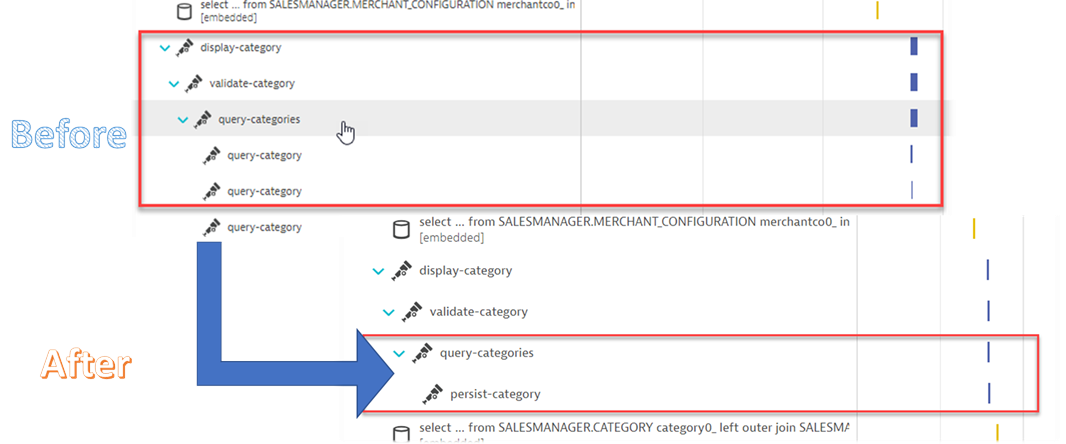 select ... from SALESMANAGER.MERCHANT_CONFIGURATION merchantco0_ in
[embedded]
display-category
validate-category
Before
query-categories
query-category
query-category
query-category
select ... from SALESMANAGER.MERCHANT_CONFIGURATION merchantco0_ in
[embedded]
display-category
validate-category
After
query-categories
persist-category
select ... from SALESMANAGER.CATEGORY category0_ left outer join SALESMA
[embedded]